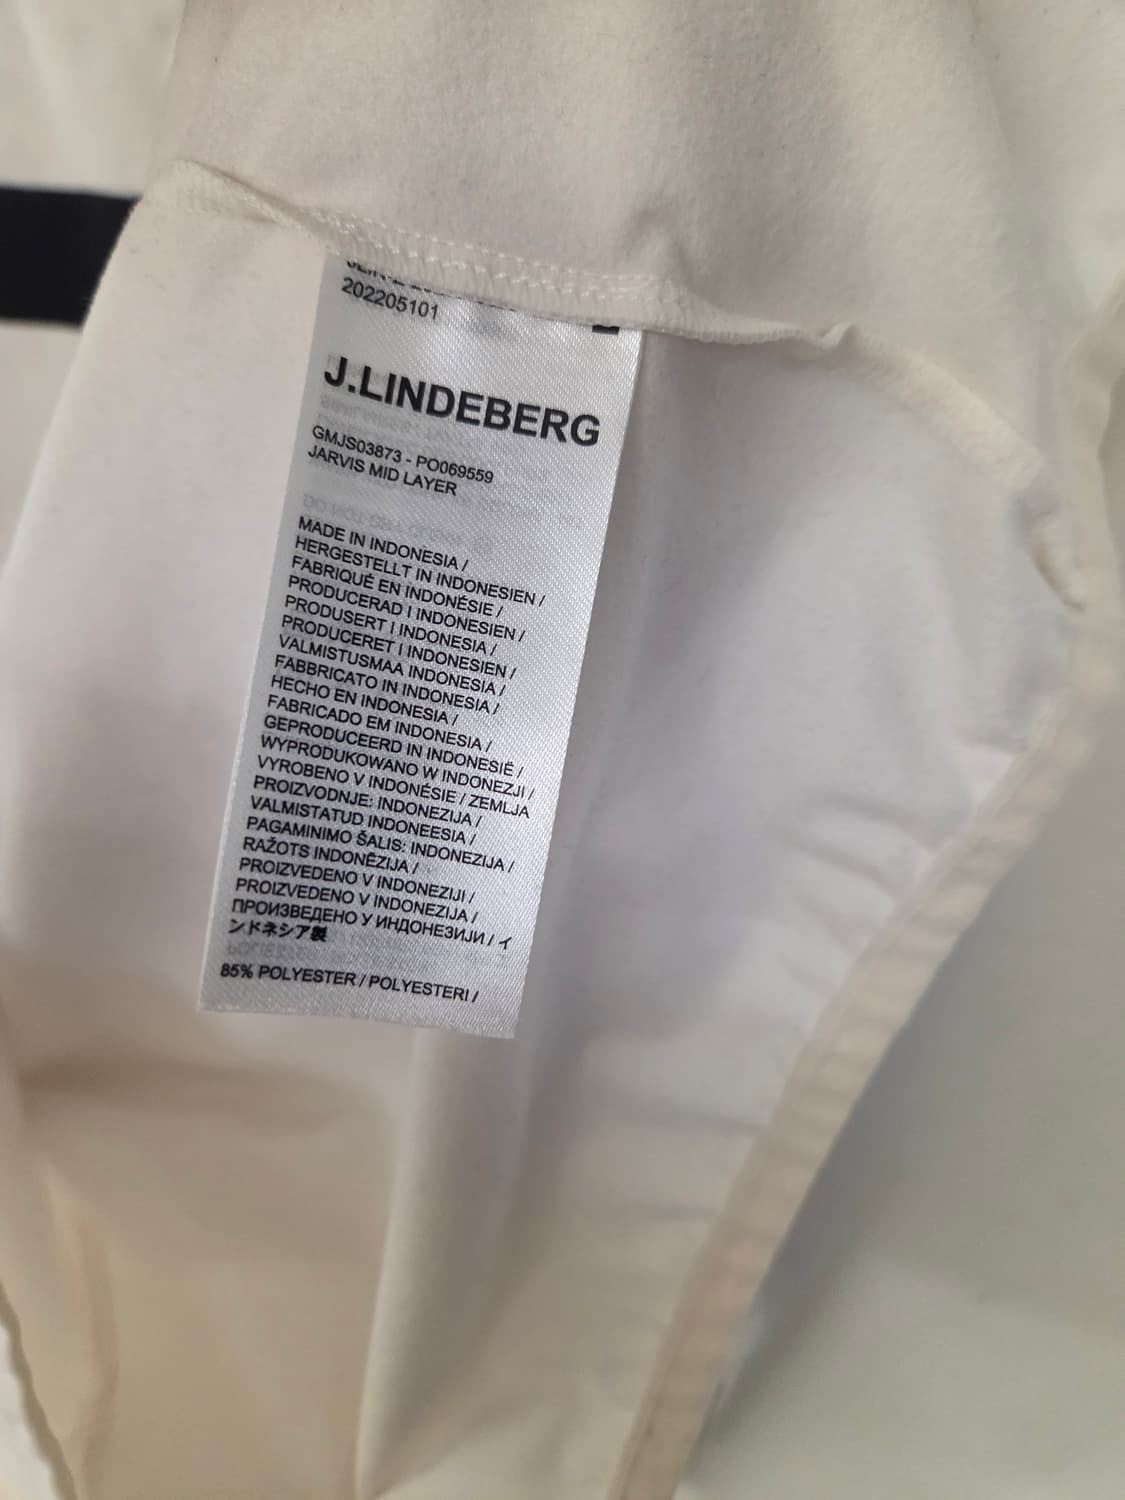 202205101
J.LINDEBERG
GMJS03873 - PO069559
JARVIS MID LAYER
MADE IN INDONESIA /
HERGESTELLT IN INDONESIEN /
FABRIQUÉ EN INDONÉSIE /
PRODUCERAD I INDONESIEN /
PRODUSERT I INDONESIA /
PRODUCERET I INDONESIEN /
VALMISTUSMAA INDONESIA /
FABBRICATO IN INDONESIA /
HECHO EN INDONESIA /
FABRICADO EM INDONESIA /
GEPRODUCEERD IN INDONESIË /
WYPRODUKOWANO W INDONEZJI /
VYROBENO V INDONÉSIE / ZEMLJA
PROIZVODNJE: INDONEZIJA /
VALMISTATUD INDONEESIA /
PAGAMINIMO ŠALIS: INDONEZIJA /
RAŽOTS INDONĒZIJA /
PROIZVEDENO V INDONEZIJI /
PROIZVEDENO V INDONEZIJA /
ПРОИЗВЕДЕНО У ИНДОНЕЗИЈИ / イ
ンドネシア製
85% POLYESTER / POLYESTERI /